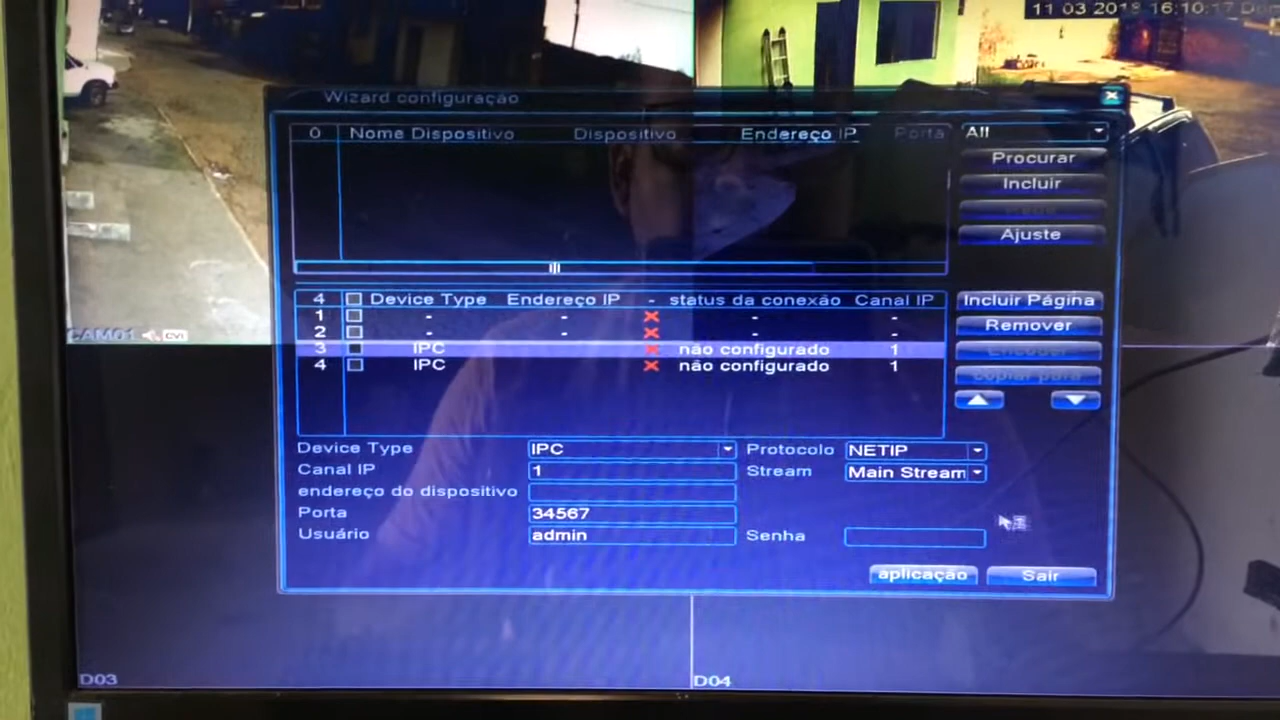 11 03 2018 16:10:17
Wizard configuração
0 Nome Dispositivo Dispositivo Endereço IP Porta All
Procurar
Incluir
Ajuste
4 Device Type Endereço IP - status da conexão Canal IP
1 - - - -
2 - - - -
3 IPC não configurado 1
4 IPC não configurado 1
Incluir Página
Remover
Copiar para
Device Type IPC Protocolo NETIP
Canal IP 1 Stream Main Stream
endereço do dispositivo
Porta 34567
Usuário admin Senha
aplicação Sair
CAM01 CVI
D03
D04